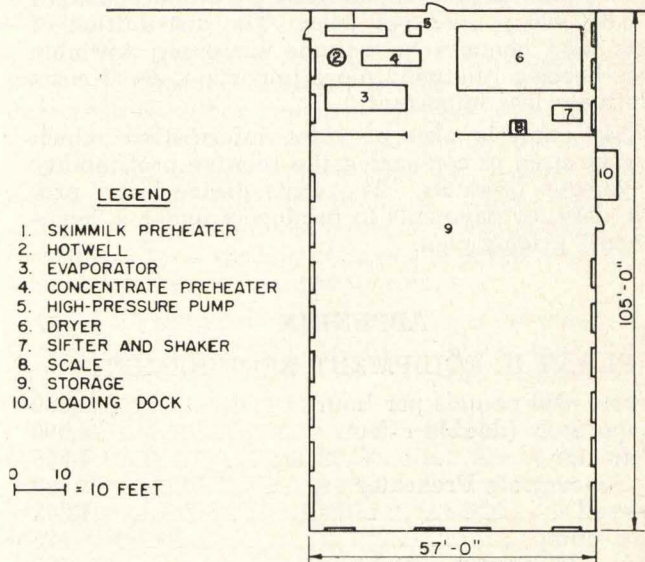 LEGEND
1. SKIMMILK PREHEATER
2. HOTWELL
3. EVAPORATOR
4. CONCENTRATE PREHEATER
5. HIGH-PRESSURE PUMP
6. DRYER
7. SIFTER AND SHAKER
8. SCALE
9. STORAGE
10. LOADING DOCK
0 10
= 10 FEET
5
2
4
6
3
7
8
10
9
105'-0"
57'-0"